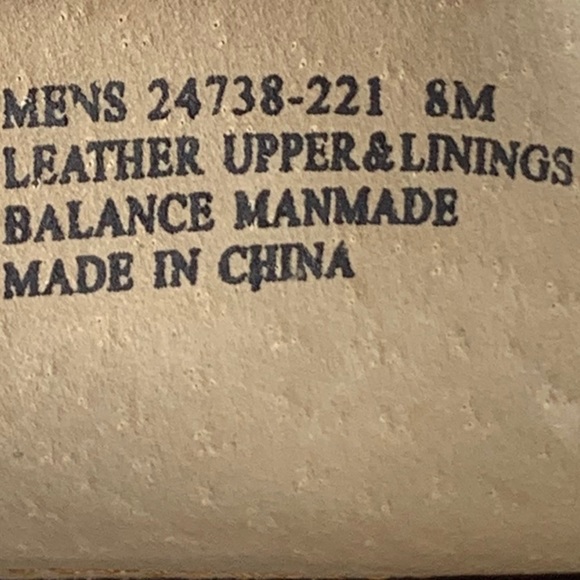 MENS 24738-221 8M
LEATHER UPPER&LININGS
BALANCE MANMADE
MADE IN CHINA